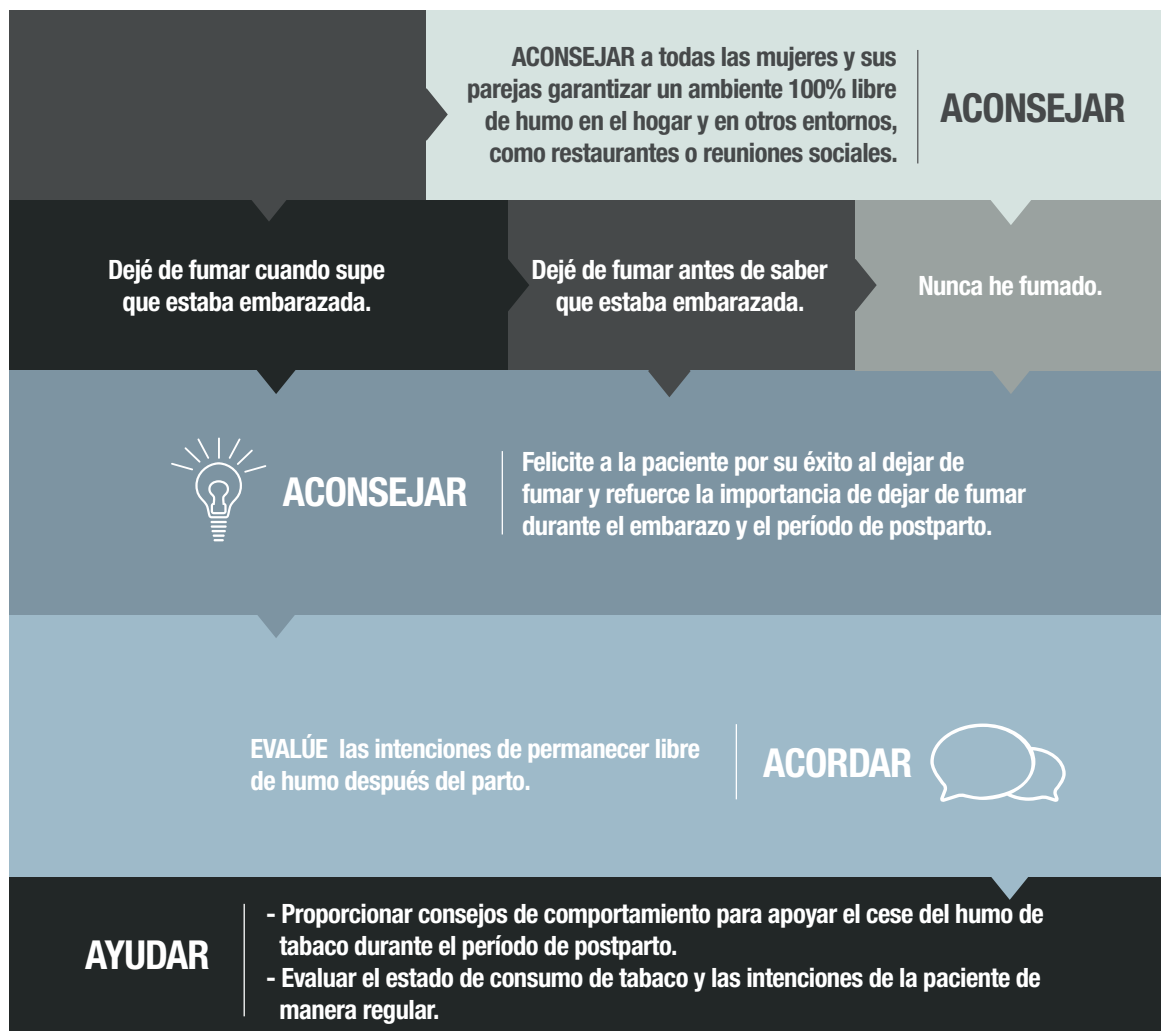 ACONSEJAR a todas las mujeres y sus
parejas garantizar un ambiente 100% libre
de humo en el hogar y en otros entornos,
como restaurantes o reuniones sociales.
ACONSEJAR
Dejé de fumar cuando supe
que estaba embarazada.
Dejé de fumar antes de saber
que estaba embarazada.
Nunca he fumado.
ACONSEJAR
Felicite a la paciente por su éxito al dejar de
fumar y refuerce la importancia de dejar de fumar
durante el embarazo y el período de postparto.
EVALÚE las intenciones de permanecer libre
de humo después del parto.
ACORDAR
AYUDAR
- Proporcionar consejos de comportamiento para apoyar el cese del humo de
tabaco durante el período de postparto.
- Evaluar el estado de consumo de tabaco y las intenciones de la paciente de
manera regular.